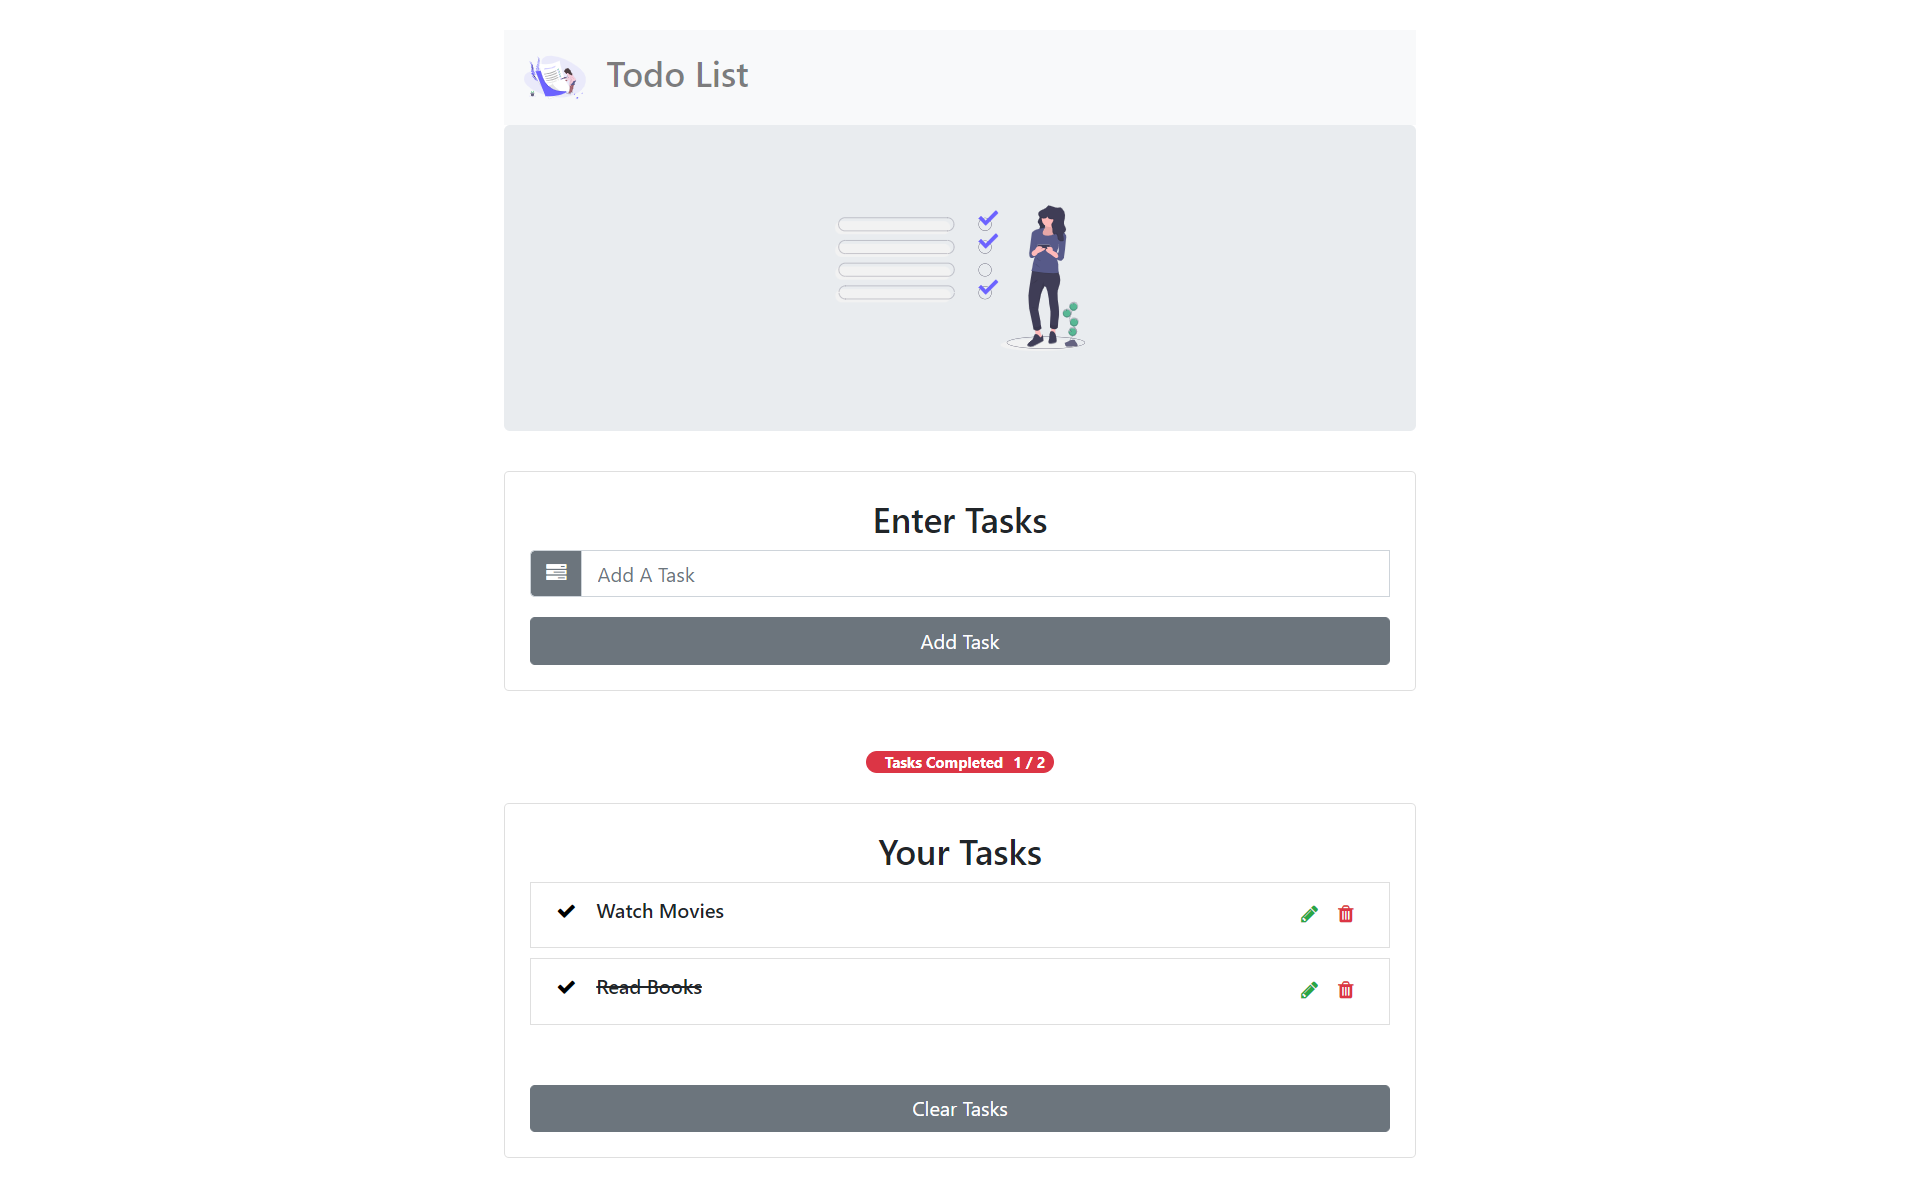 Todo List
Enter Tasks
Add A Task
Add Task
Tasks Completed 1 / 2
Your Tasks
Watch Movies
Read Books
Clear Tasks